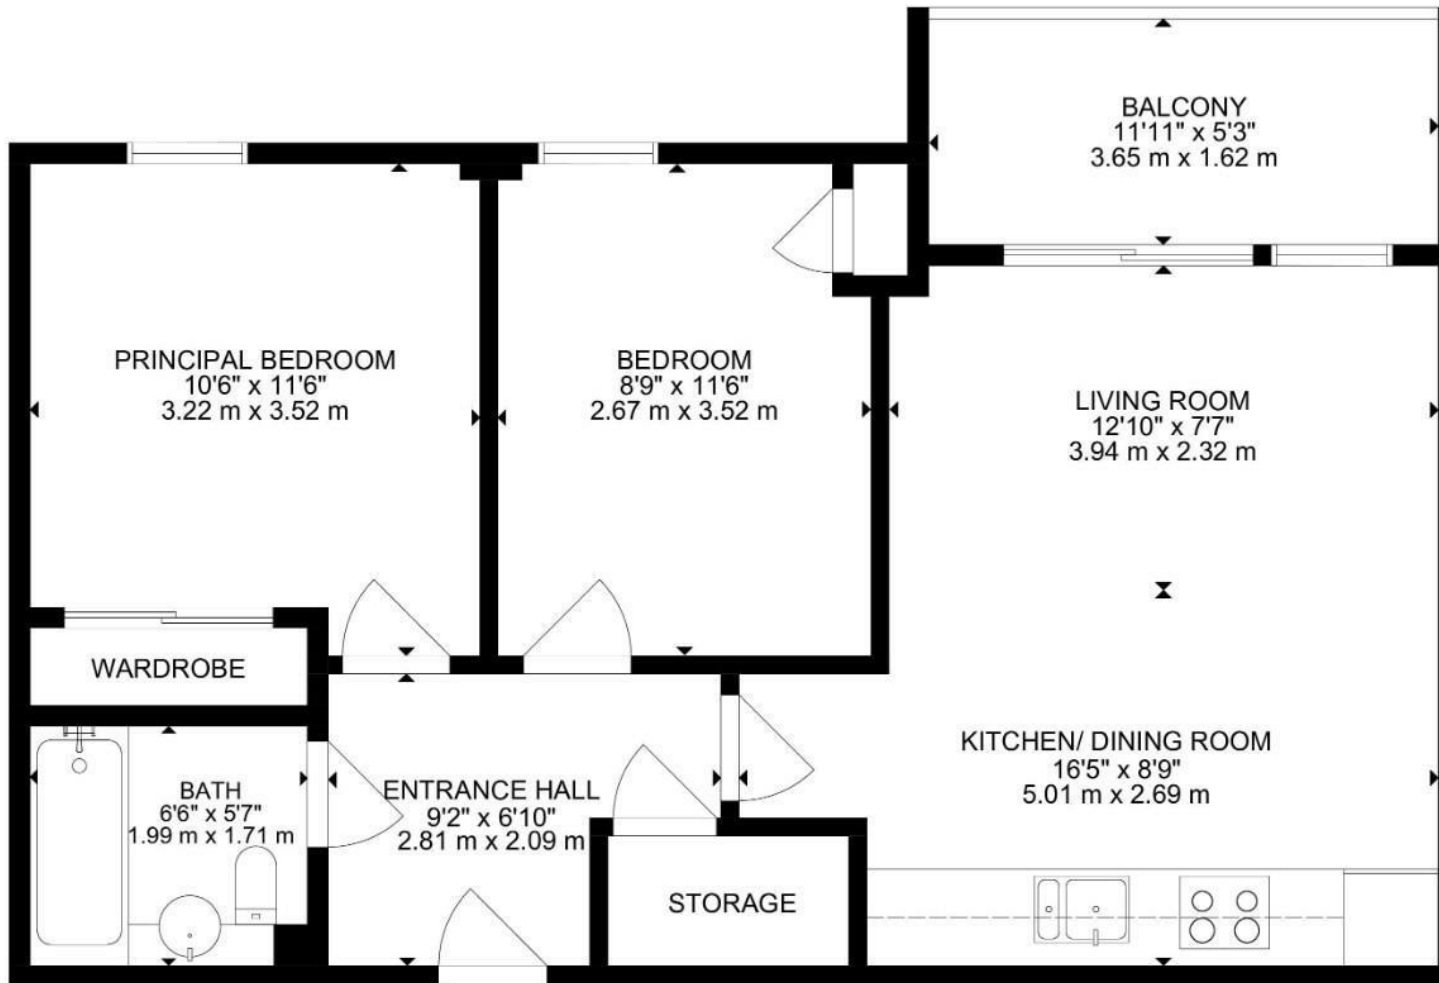 BALCONY
11'11" x 5'3"
3.65 m x 1.62 m
PRINCIPAL BEDROOM
10'6" x 11'6"
3.22 m x 3.52 m
BEDROOM
8'9" x 11'6"
2.67 m x 3.52 m
LIVING ROOM
12'10" x 7'7"
3.94 m x 2.32 m
WARDROBE
KITCHEN/ DINING ROOM
16'5" x 8'9"
5.01 m x 2.69 m
BATH
6'6" x 5'7"
1.99 m x 1.71 m
ENTRANCE HALL
9'2" x 6'10"
2.81 m x 2.09 m
STORAGE